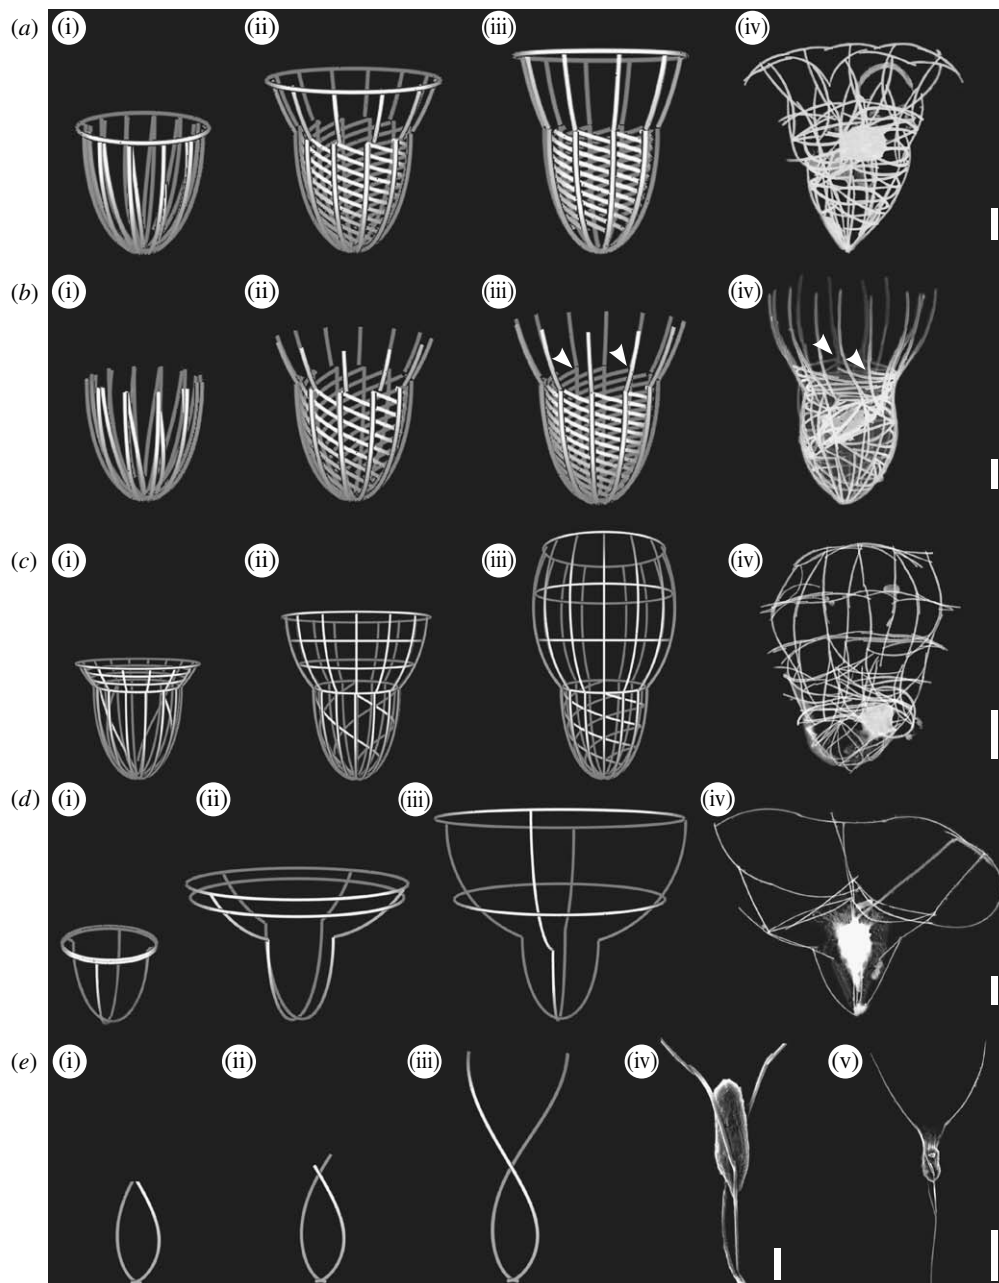 (a) (i) (ii) (iii) (iv)
(b) (i) (ii) (iii) (iv)
(c) (i) (ii) (iii) (iv)
(d) (i) (ii) (iii) (iv)
(e) (i) (ii) (iii) (iv) (v)